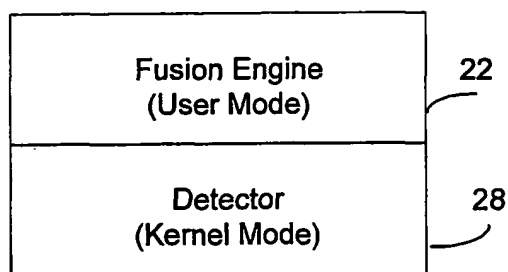 Fusion Engine
(User Mode)
22
Detector
(Kernel Mode)
28